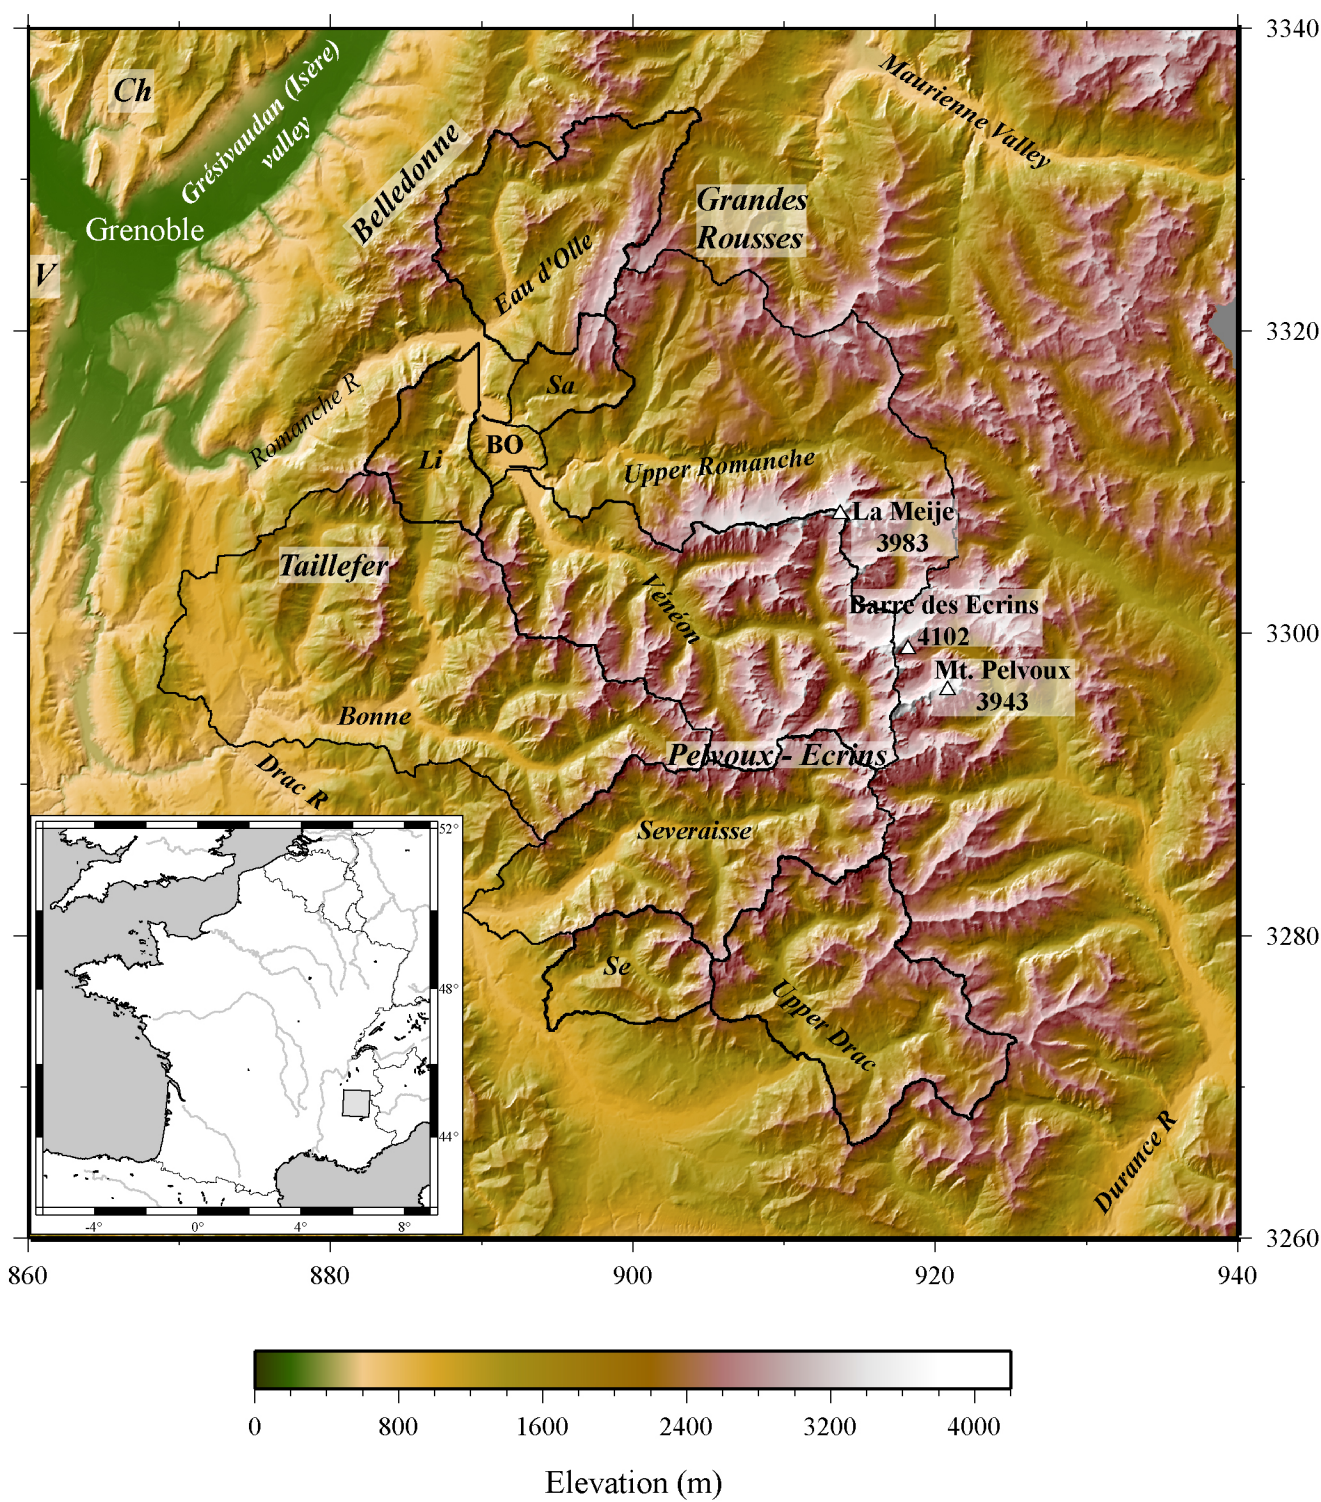 3340
Ch
Grésivaudan (Isère)
valley
Maurienne Valley
Belledonne
Grandes
Rousses
Grenoble
V
Eau d'Olle
3320
Romanche R
Sa
BO
Li
Upper Romanche
La Meije
3983
Taillefer
Vénéon
Barre des Ecrins
4102
3300
Mt. Pelvoux
3943
Bonne
Pelvoux - Ecrins
Drac R
Severaisse
52°
3280
Se
48°
Upper Drac
44°
Durance R
-4°
0°
4°
8°
3260
860
880
900
920
940
0
800
1600
2400
3200
4000
Elevation (m)